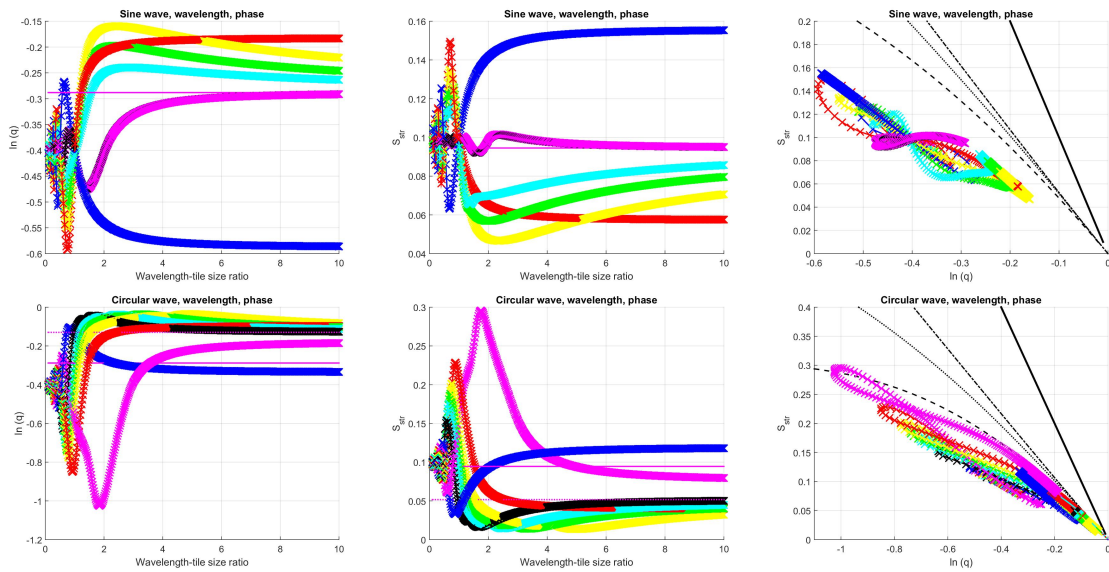 Sine wave, wavelength, phase
-0.15
-0.2
-0.25
-0.3
-0.35
-0.4
-0.45
-0.5
-0.55
-0.6
ln (q)
0 2 4 6 8 10
Wavelength-tile size ratio
Sine wave, wavelength, phase
0.16
0.14
0.12
0.1
0.08
0.06
0.04
S_str
0 2 4 6 8 10
Wavelength-tile size ratio
Sine wave, wavelength, phase
0.2
0.18
0.16
0.14
0.12
0.1
0.08
0.06
0.04
0.02
0
S_str
-0.6 -0.5 -0.4 -0.3 -0.2 -0.1 0
ln (q)
Circular wave, wavelength, phase
0
-0.2
-0.4
-0.6
-0.8
-1
-1.2
ln (q)
0 2 4 6 8 10
Wavelength-tile size ratio
Circular wave, wavelength, phase
0.3
0.25
0.2
0.15
0.1
0.05
0
S_str
0 2 4 6 8 10
Wavelength-tile size ratio
Circular wave, wavelength, phase
0.4
0.35
0.3
0.25
0.2
0.15
0.1
0.05
0
S_str
-1 -0.8 -0.6 -0.4 -0.2 0
ln (q)